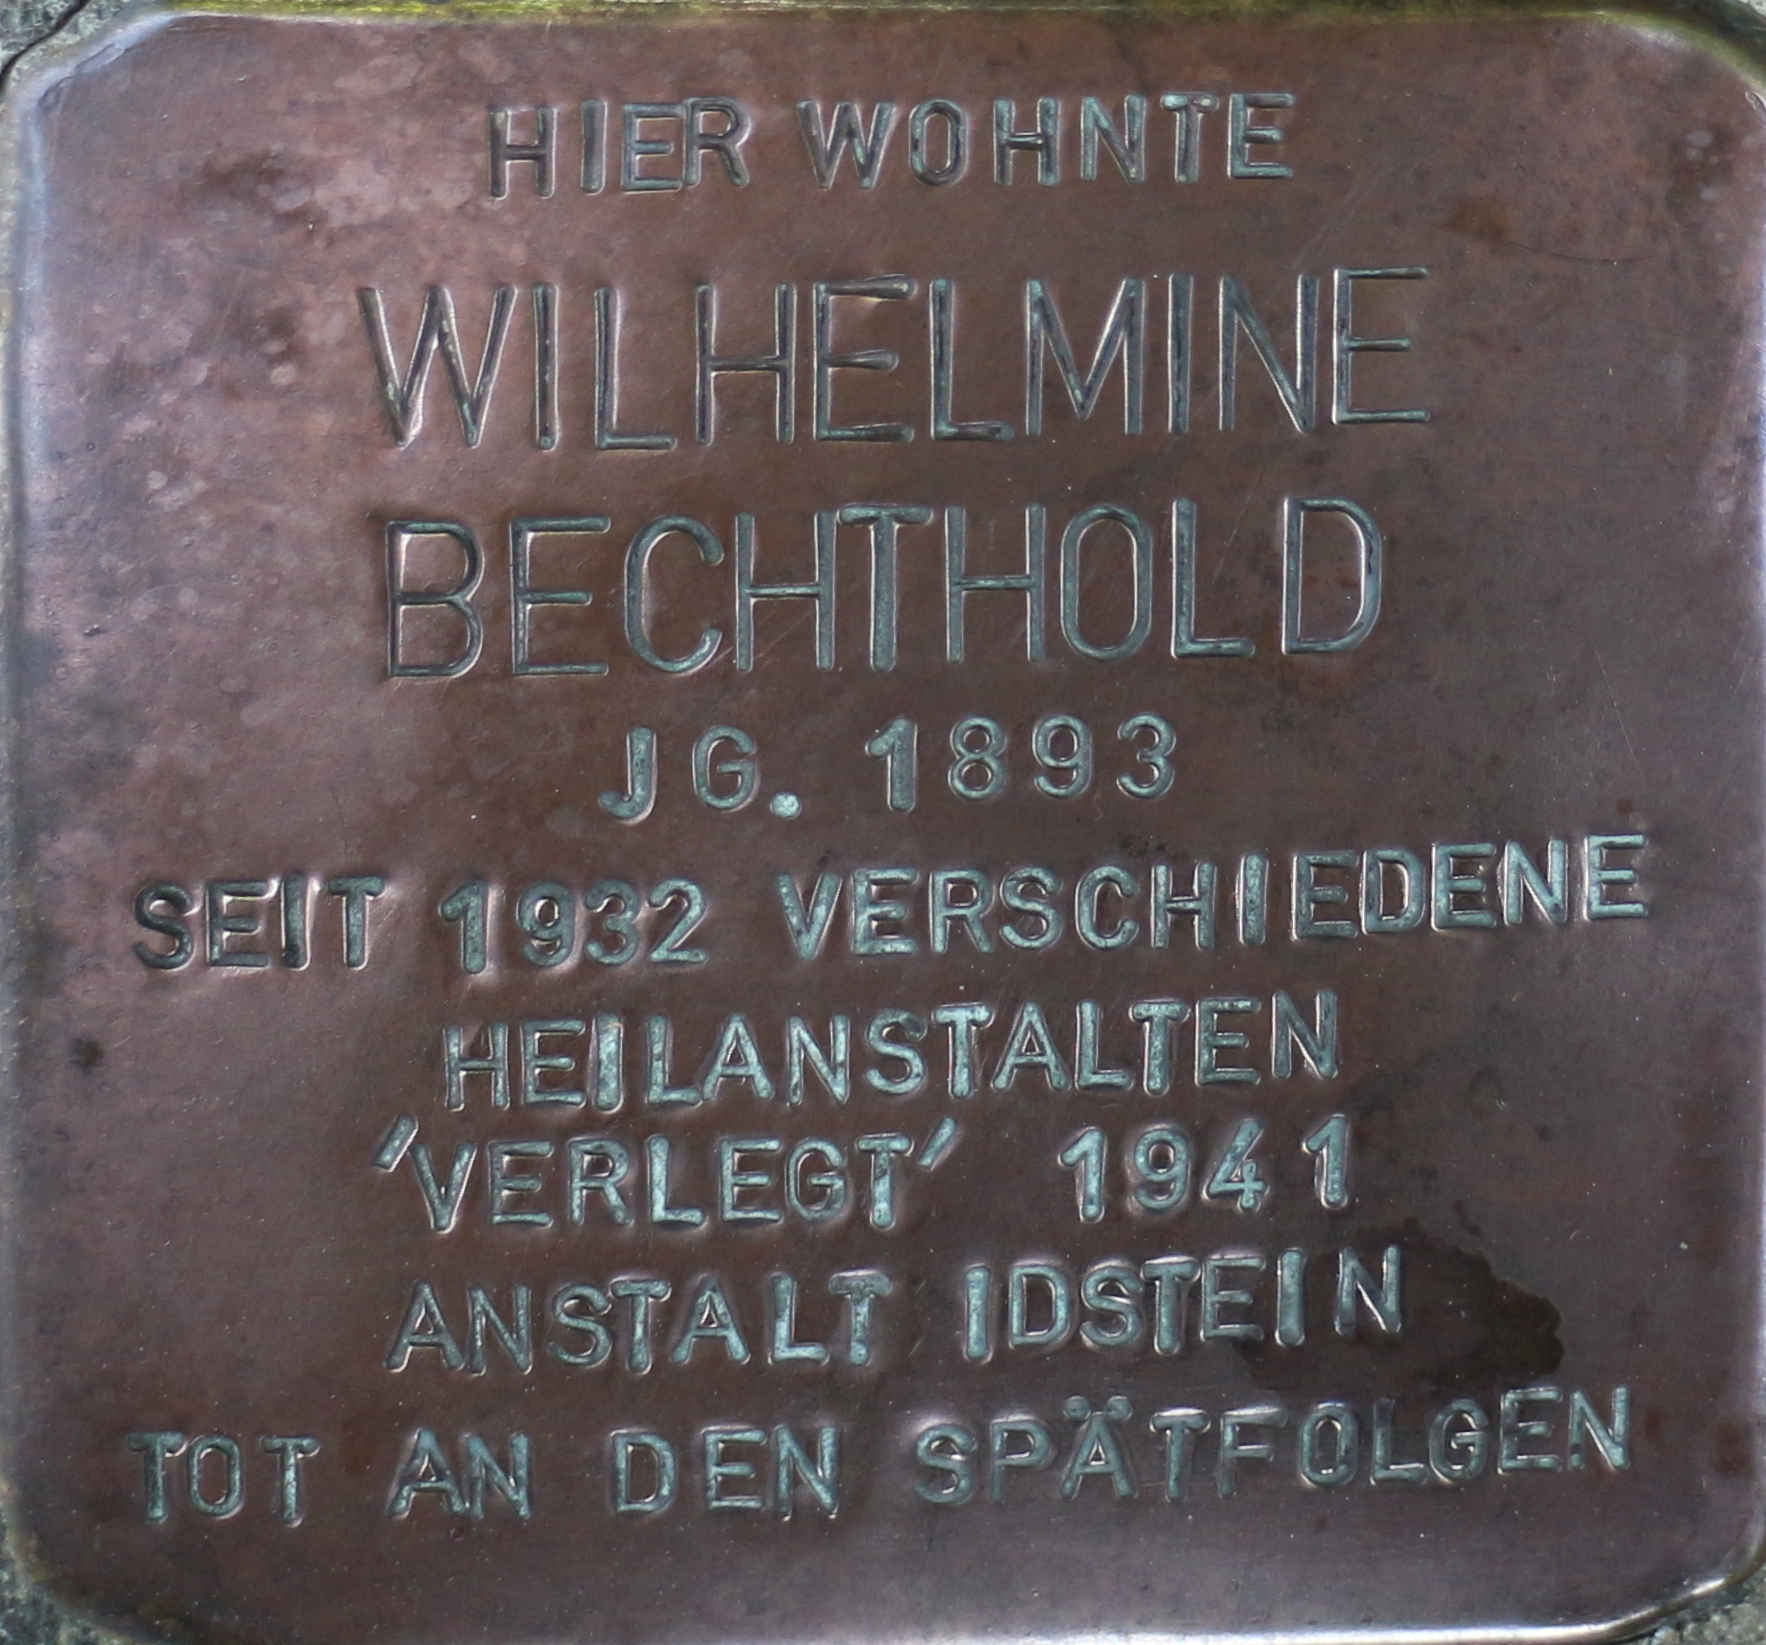 HIER WOHNTE
WILHELMINE
BECHTHOLD
JG. 1893
SEIT 1932 VERSCHIEDENE
HEILANSTALTEN
'VERLEGT' 1941
ANSTALT IDSTEIN
TOT AN DEN SPÄTFOLGEN